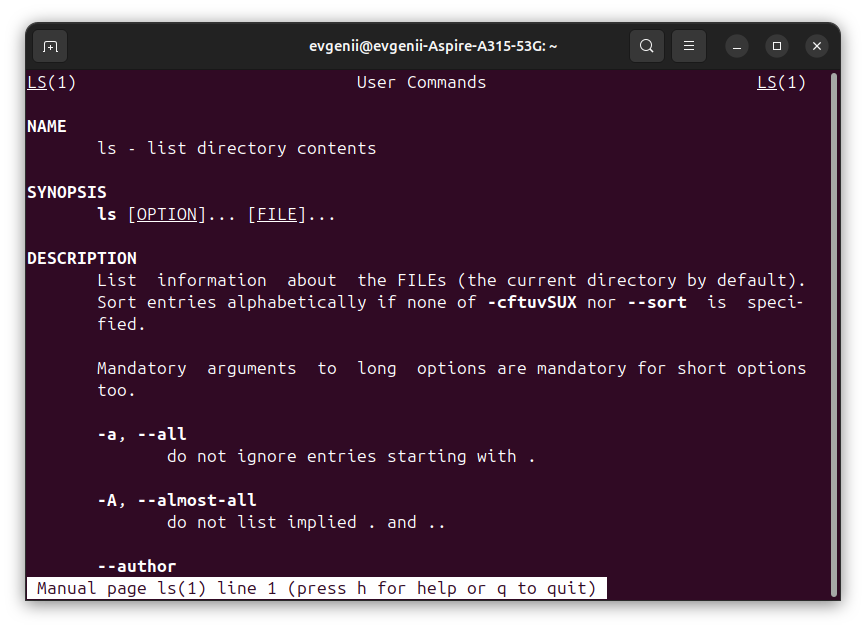 evgenii@evgenii-Aspire-A315-53G: ~
LS(1) User Commands LS(1)
NAME
ls - list directory contents
SYNOPSIS
ls [OPTION]... [FILE]...
DESCRIPTION
List information about the FILEs (the current directory by default).
Sort entries alphabetically if none of -cftuvSUX nor --sort is speci‐
fied.
Mandatory arguments to long options are mandatory for short options
too.
-a, --all
do not ignore entries starting with .
-A, --almost-all
do not list implied . and ..
--author
Manual page ls(1) line 1 (press h for help or q to quit)